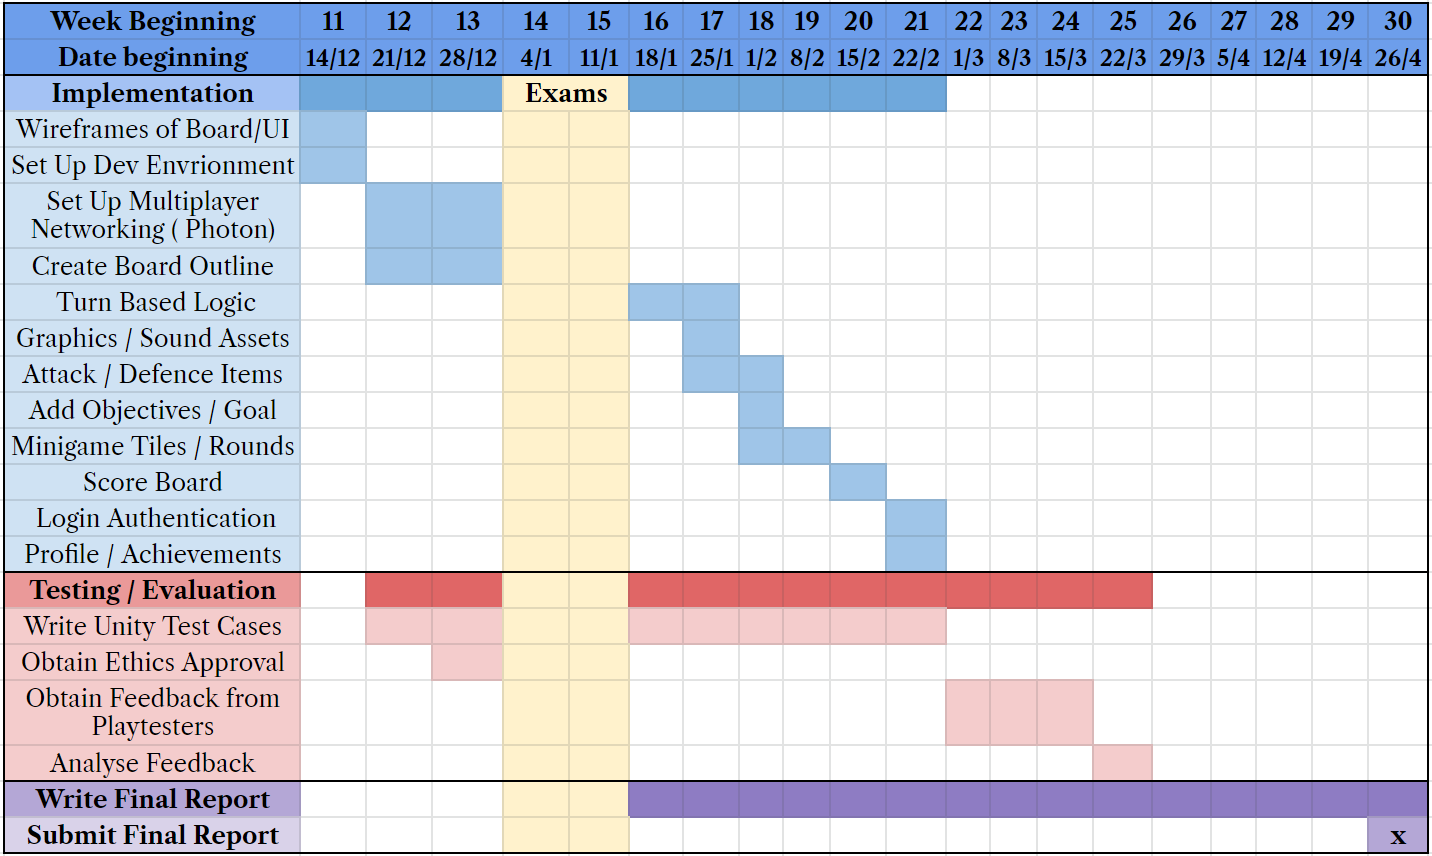 Week Beginning 11 12 13 14 15 16 17 18 19 20 21 22 23 24 25 26 27 28 29 30
Date beginning 14/12 21/12 28/12 4/1 11/1 18/1 25/1 1/2 8/2 15/2 22/2 1/3 8/3 15/3 22/3 29/3 5/4 12/4 19/4 26/4
Implementation Exams
Wireframes of Board/UI
Set Up Dev Envrionment
Set Up Multiplayer
Networking ( Photon)
Create Board Outline
Turn Based Logic
Graphics / Sound Assets
Attack / Defence Items
Add Objectives / Goal
Minigame Tiles / Rounds
Score Board
Login Authentication
Profile / Achievements
Testing / Evaluation
Write Unity Test Cases
Obtain Ethics Approval
Obtain Feedback from
Playtesters
Analyse Feedback
Write Final Report
Submit Final Report x